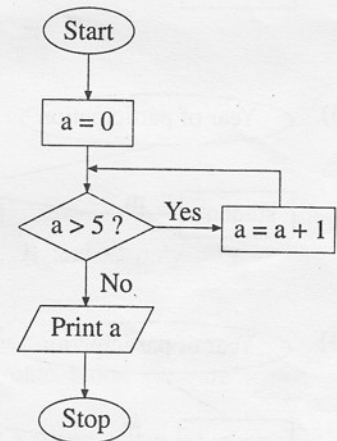 Start
a = 0
a > 5 ?
Yes
a = a + 1
No
Print a
Stop